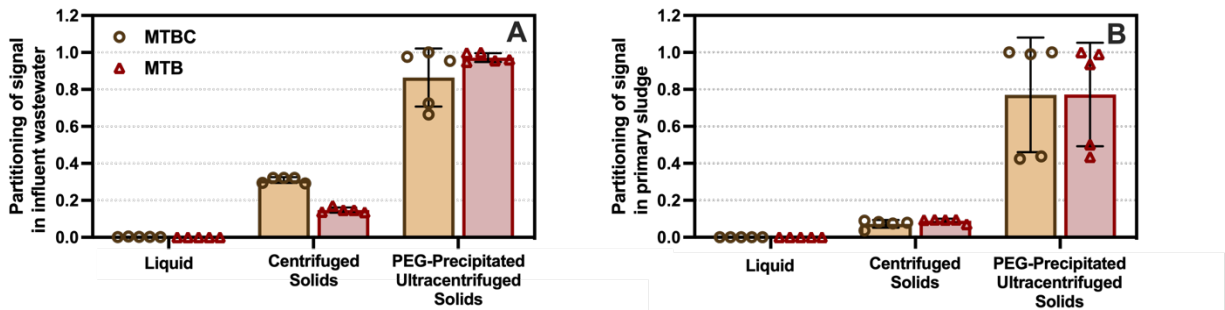 Partitioning of signal
in influent wastewater
1.2
1.0
0.8
0.6
0.4
0.2
0.0
MTBC
MTB
A
Liquid
Centrifuged
Solids
PEG-Precipitated
Ultracentrifuged
Solids
Partitioning of signal
in primary sludge
1.2
1.0
0.8
0.6
0.4
0.2
0.0
B
Liquid
Centrifuged
Solids
PEG-Precipitated
Ultracentrifuged
Solids